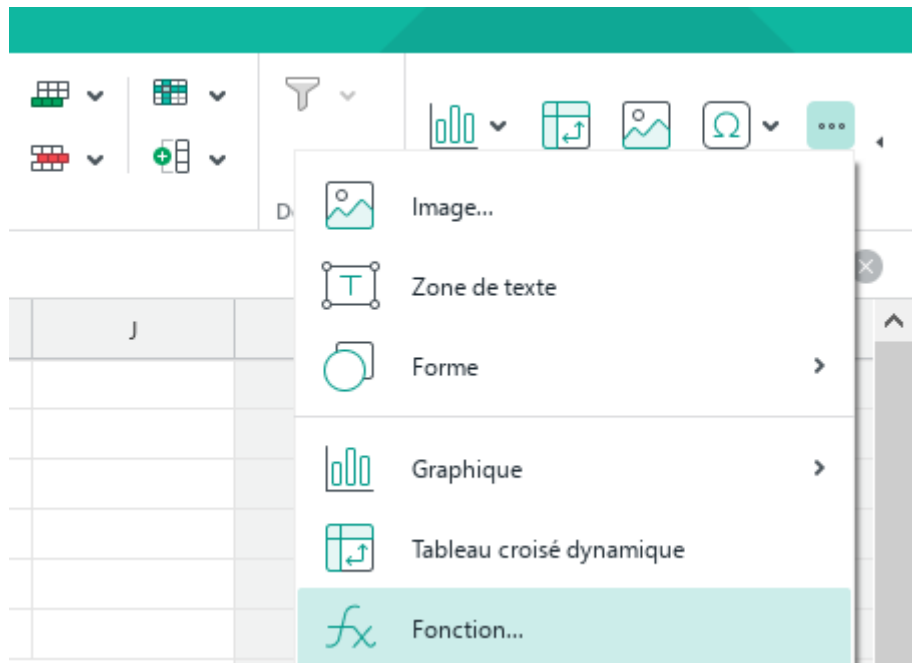 Image...
Zone de texte
J
Forme
Graphique
Tableau croisé dynamique
Fonction...